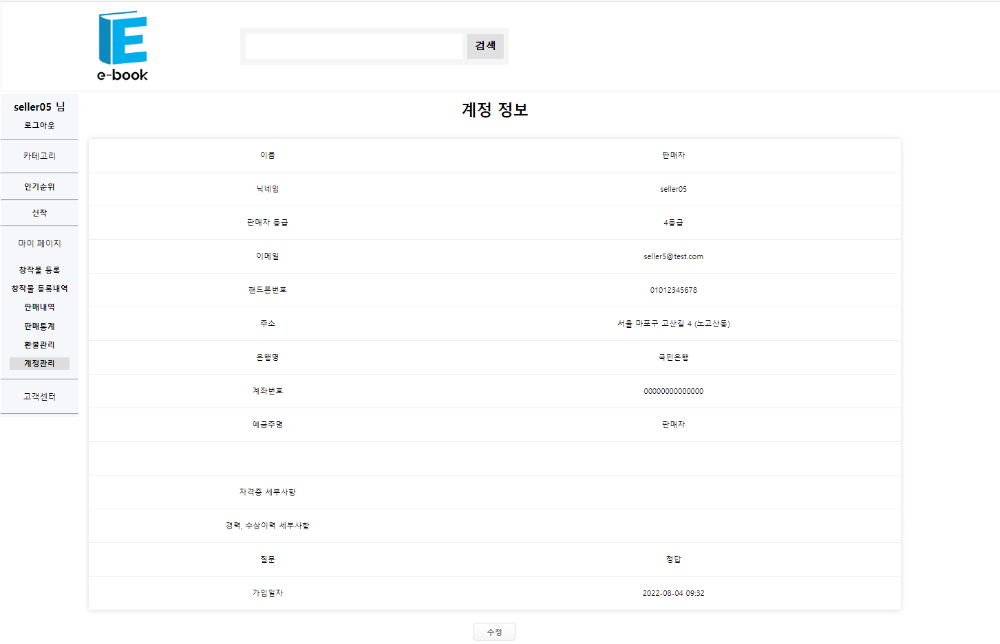 e-book
검색
seller05 님
로그아웃
카테고리
인기순위
신작
마이 페이지
창작물 등록
창작물 등록내역
판매내역
판매통계
환불관리
계정관리
고객센터
계정 정보
이름 판매자
닉네임 seller05
판매자 등급 4등급
이메일 seller5@test.com
핸드폰번호 01012345678
주소 서울 마포구 고산길 4 (노고산동)
은행명 국민은행
계좌번호 00000000000000
예금주명 판매자
자격증 세부사항
경력, 수상이력 세부사항
질문 정답
가입일자 2022-08-04 09:32
수정